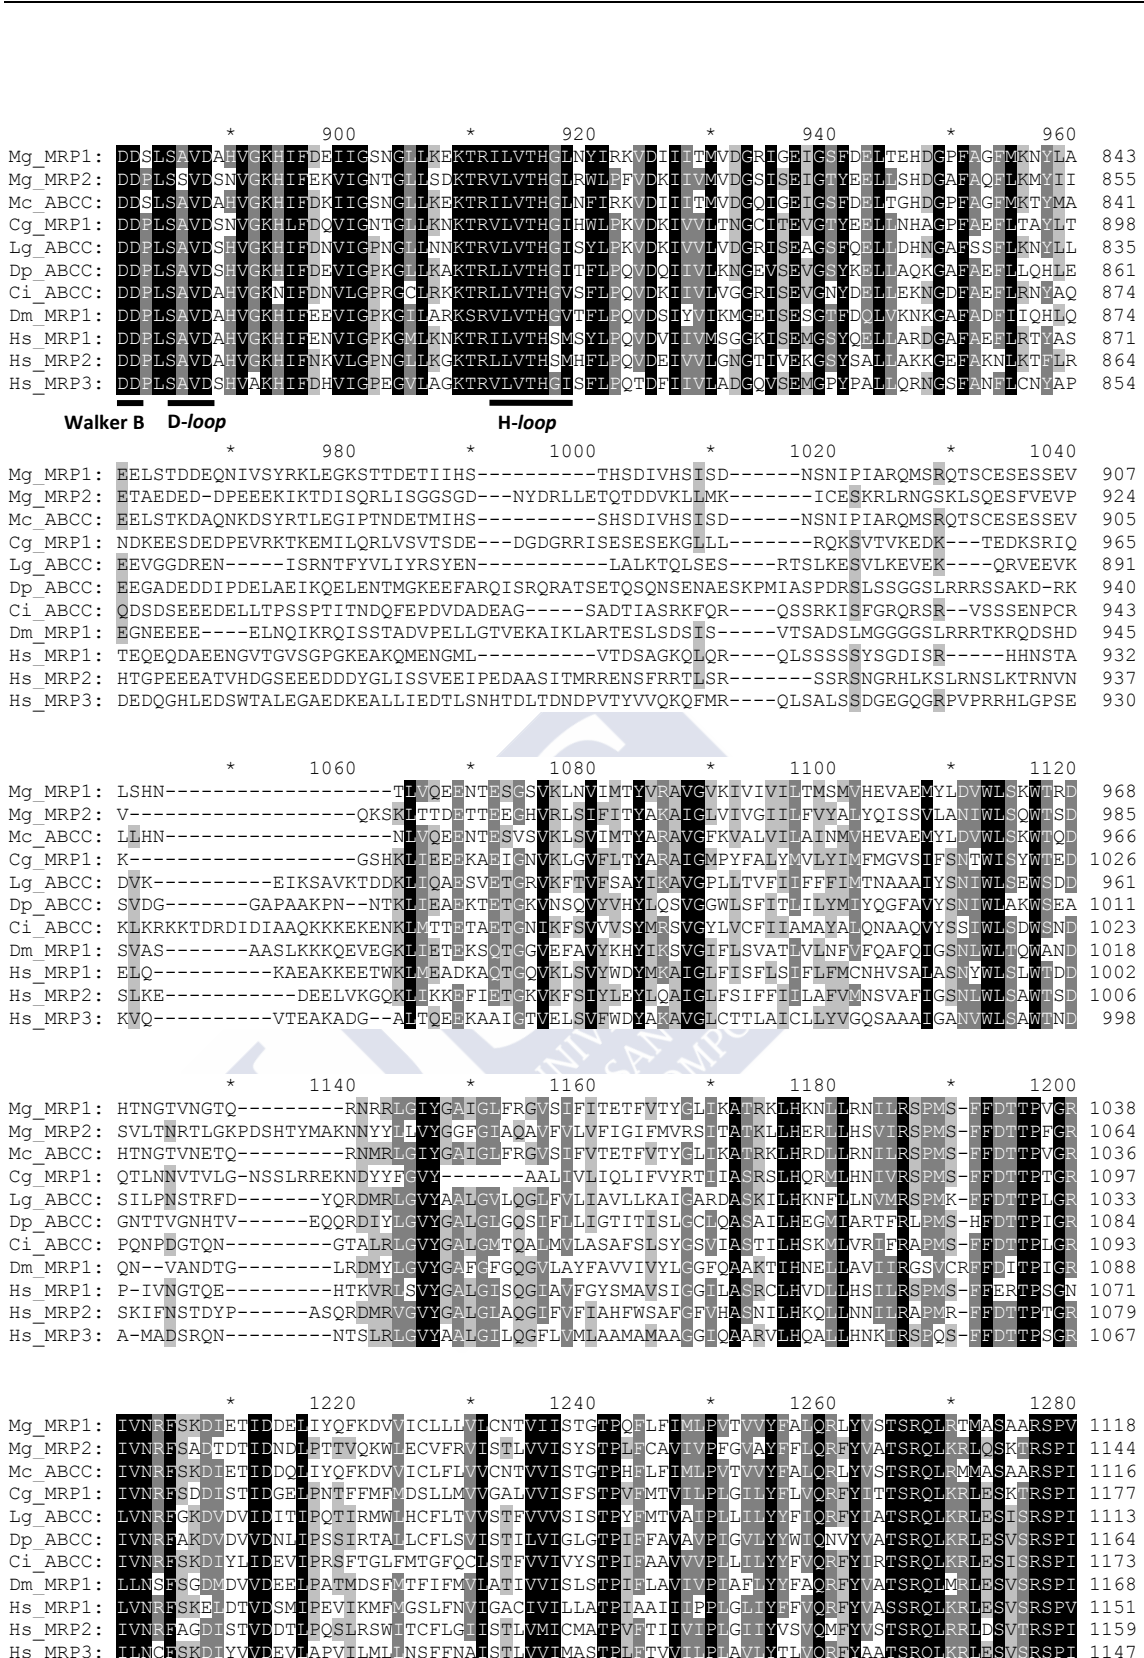 * 900 * 920 * 940 * 960
Mg_MRP1: DDSLSAVDAHVGKHIFDEIIGSNGLLKEKTRILVTHGLNYIRKVDIIITMVDGRIGEIGSFDELTEHDGPFAGFMKNYLA 843
Mg_MRP2: DDPLSSVDSNVGKHIFEKVIGNTGLLSDKTRVLVTHGLRWLPFVDKIIVMVDGSISEIGTYEELLSHDGAFAQFLKMYII 855
Mc_ABCC: DDSLSAVDAHVGKHIFDKIIGSNGLLKEKTRILVTHGLNFIRKVDIIITMVDGQIGEIGSFDELTGHDGPFAGFMKTYMA 841
Cg_MRP1: DDPLSAVDSNVGKHLFDQVIGNTGLLKNKTRVLVTHGIHWLPKVDKIVVLTNGCITEVGTYEELLNHAGPFAEFLTAYLT 898
Lg_ABCC: DDPLSAVDSHVGKHIFDNVIGPNGLLNNKTRVLVTHGISYLPKVDKIVVLVDGRISEAGSFQELLDHNGAFSSFLKNYLL 835
Dp_ABCC: DDPLSAVDSHVGKHIFDEVIGPKGLLKAKTRLLVTHGITFLPQVDQIIVLKNGEVSEVGSYKELLAQKGAFAEFLLQHLE 861
Ci_ABCC: DDPLSAVDAHVGKNIFDNVLGPRGCLRKKTRLLVTHGVSFLPQVDKIIVLVGGRISEVGNYDELLEKNGDFAEFLRNYAQ 874
Dm_MRP1: DDPLSAVDAHVGKHIFEEVIGPKGILARKSRVLVTHGVTFLPQVDSIYVIKMGEISESGTFDQLVKNKGAFADFIIQHLQ 874
Hs_MRP1: DDPLSAVDAHVGKHIFENVIGPKGMLKNKTRILVTHSMSYLPQVDVIIVMSGGKISEMGSYQELLARDGAFAEFLRTYAS 871
Hs_MRP2: DDPLSAVDAHVGKHIFNKVLGPNGLLKGKTRLLVTHSMHFLPQVDEIVVLGNGTIVEKGSYSALLAKKGEFAKNLKTFLR 864
Hs_MRP3: DDPLSAVDSHVAKHIFDHVIGPEGVLAGKTRVLVTHGISFLPQTDFIIVLADGQVSEMGPYPALLQRNGSFANFLCNYAP 854
Walker B D-loop H-loop
* 980 * 1000 * 1020 * 1040
Mg_MRP1: EELSTDDEQNIVSYRKLEGKSTTDETIIHS----------THSDIVHSISD------NSNIPIARQMSRQTSCESESSEV 907
Mg_MRP2: ETAEDED-DPEEEKIKTDISQRLISGGSGD---NYDRLLETQTDDVKLLMK------ICESKRLRNGSKLSQESFVEVP 924
Mc_ABCC: EELSTKDAQNKDSYRTLEGIPTNDETMIHS----------SHSDIVHSISD------NSNIPIARQMSRQTSCESESSEV 905
Cg_MRP1: NDKEESDEDPEVRKTKEMILQRLVSVTSDE---DGDGRRISESESEKGLLL------RQKSVTVKEDK---TEDKSRIQ 965
Lg_ABCC: EEVGGDREN-----ISRNTFYVLIYRSYEN----------LALKTQLSES-----RTSLKESVLKEVEK---QRVEEVK 891
Dp_ABCC: EEGADEDDIPDELAEIKQELENTMGKEEFARQISRQRATSETQSQNSENAESKPMIASPDRSLSSGGSLRRRSSAKD-RK 940
Ci_ABCC: QDSDSEEEDELLTPSSPTITNDQFEPDVDADEAG-----SADTIASRKFQR-----QSSRKISFGRQRSR--VSSSENPCR 943
Dm_MRP1: EGNEEEE----ELNQIKRQISSTADVPELLGTVEKAIKLARTESLSDSIS-----VTSADSLMGGGGSLRRRTKRQDSHD 945
Hs_MRP1: TEQEQDAEENGVTGVSGPGKEAKQMENGML----------VTDSAGKQLQR-----QLSSSSSYSGDISR----HHNSTA 932
Hs_MRP2: HTGPEEEATVHDGSEEEDDDYGLISSVEEIPEDAASITMRRENSFRRTLSR-----SSRSNGRHLKSLRNSLKTRNVN 937
Hs_MRP3: DEDQGHLEDSWTALEGAEDKEALLIEDTLSNHTDLTDNDPVTYVVQKQFMR----QLSALSSDGEGQGRPVPRRHLGPSE 930
* 1060 * 1080 * 1100 * 1120
Mg_MRP1: LSHN-------------------TLVQEENTESGSVKLNVIMTYVRAVGVKIVIVILTMSMVHEVAEMYLDVWLSKWTRD 968
Mg_MRP2: V-------------------QKSKLTTDETTEEGHVRLSIFITYAKAIGLVIVGIILFVYALYQISSVLANIWLSQWTSD 985
Mc_ABCC: LLHN-------------------NLVQEENTESVSVKLSVIMTYARAVGFKVALVILAINMVHEVAEMYLDVWLSKWTQD 966
Cg_MRP1: K-------------------GSHKLIEEEKAEIGNVKLGVFLTYARAIGMPYFALYMVLYIMFMGVSIFSNTWISYWTED 1026
Lg_ABCC: DVK----------EIKSAVKTDDKLIQAESVETGRVKFTVFSAYIKAVGPLLTVFIIFFFIMTNAAAIYSNIWLSEWSDD 961
Dp_ABCC: SVDG---------GAPAAKPN--NTKLIEAEKTETGKVNSQVYVHYLQSVGGWLSFITLILYMIYQGFAVYSNIWLAKWSEA 1011
Ci_ABCC: KLKRKKTDRDIDIAAQKKKEKENKLMTTETAETGNIKFSVVVSYMRSVGYLVCFIIAMAYALQNAAQVYSSIWLSDWSND 1023
Dm_MRP1: SVAS---------AASLKKKQEVEGKLIETEKSQTGGVEFAVYKHYIKSVGIFLSVATLVLNFVFQAFQIGSNLWLTQWAND 1018
Hs_MRP1: ELQ----------KAEAKKEETWKLMEADKAQTGQVKLSVYWDYMKAIGLFISFLSIFLFMCNHVSALASNYWLSLWTDD 1002
Hs_MRP2: SLKE-----------DEELVKGQKLIKKEFIETGKVKFSIYLEYLQAIGLFSIFFIILAFVMNSVAFIGSNLWLSAWTSD 1006
Hs_MRP3: KVQ----------VTEAKADG--ALTQEEKAAIGTVELSVFWDYAKAVGLCTTLAICLLYVGQSAAAIGANVWLSAWTND 998
* 1140 * 1160 * 1180 * 1200
Mg_MRP1: HTNGTVNGTQ---------RNRRLGIYGAIGLFRGVSIFITETFVTYGLIKATRKLHKNLLRNILRSPMS-FFDTTPVGR 1038
Mg_MRP2: SVLTNRTLGKPDSHTYMAKNNYYLLVYGGFGIAQAVFVLVFIGIFMVRSITATKLLHERLLHSVIRSPMS-FFDTTPFGR 1064
Mc_ABCC: HTNGTVNETQ---------RNMRLGIYGAIGLFRGVSIFVTETFVTYGLIKATRKLHRDLLRNILRSPMS-FFDTTPVGR 1036
Cg_MRP1: QTLNNVTVLG-NSSLRREKNDYYFGVY-------AALIVLIQLIFVYRTIIASRSLHQRMLHNIVRSPMS-FFDTTPTGR 1097
Lg_ABCC: SILPNSTRFD--------YQRDMRLGVYAALGVLQGLFVLIAVLLKAIGARDASKILHKNFLLNVMRSPMK-FFDTTPLGR 1033
Dp_ABCC: GNTTVGNHTV------EQQRDIYLGVYGALGLGQSIFLLIGTITISLGCLQASAILHEGMIARTFRLPMS-HFDTTPIGR 1084
Ci_ABCC: PQNPDGTQN---------GTALRLGVYGALGMTQALMVLASAFSLSYGSVIASTILHSKMLVRIFRAPMS-FFDTTPLGR 1093
Dm_MRP1: QN--VANDTG--------LRDMYLGVYGAFGFGQGVLAYFAVVIVYLGGFQAAKTIHNELLAVIIRGSVCRFFDITPIGR 1088
Hs_MRP1: P-IVNGTQE---------HTKVRLSVYGALGISQGIAVFGYSMAVSIGGILASRCLHVDLLHSILRSPMS-FFERTPSGN 1071
Hs_MRP2: SKIFNSTDYP-------ASQRDMRVGVYGALGLAQGIFVFIAHFWSAFGFVHASNILHKQLLNNILRAPMR-FFDTTPTGR 1079
Hs_MRP3: A-MADSRQN---------NTSLRLGVYAALGILQGFLVMLAAMAMAAGGIQAARVLHQALLHNKIRSPQS-FFDTTPSGR 1067
* 1220 * 1240 * 1260 * 1280
Mg_MRP1: IVNRFSKDIETIDDELIYQFKDVVICLLLVLCNTVIISTGTPQFLFIMLPVTVVYFALQRLYVSTSRQLRTMASAARSPV 1118
Mg_MRP2: IVNRFSADTDTIDNDLPTTVQKWLECVFRVISTLVVISYSTPLFCAVIVPFGVAYFFLQRFYVATSRQLKRLQSKTRSPI 1144
Mc_ABCC: IVNRFSKDIETIDDQLIYQFKDVVICLFLVVCNTVVISTGTPHFLFIMLPVTVVYFALQRLYVSTSRQLRMMASAARSPI 1116
Cg_MRP1: IVNRFSDDISTIDGELPNTFFMFMDSLLMVVGALVVISFSTPVFMTVILPLGILYFLVQRFYITTSRQLKRLESKTRSPI 1177
Lg_ABCC: LVNRFGKDVDVIDITIPQTIRMWLHCFLTVVSTFVVVSISTPYFMTVAIPLLILYYFIQRFYIATSRQLKRLESISRSPI 1113
Dp_ABCC: IVNRFAKDVDVVDNLIPSSIRTALLCFLSVISTILVIGLGTPIFFAVAVPIGVLYYWIQNVYVATSRQLKRLESVSRSPI 1164
Ci_ABCC: IVNRFSKDIYLIDEVIPRSFTGLFMTGFQCLSTFVVIVYSTPIFAAVVVPLLILYYFVQRFYIRTSRQLKRLESISRSPI 1173
Dm_MRP1: LLNSFSGDMDVVDEELPATMDSFMTFIFMVLATIVVISLSTPIFLAVIVPIAFLYYFAQRFYVATSRQLMRLESVSRSPI 1168
Hs_MRP1: LVNRFSKELDTVDSMIPEVIKMFMGSLFNVIGACIVILLATPIAAIIIPPLGLIYFFVQRFYVASSRQLKRLESVSRSPV 1151
Hs_MRP2: IVNRFAGDISTVDDTLPQSLRSWITCFLGIISTLVMICMATPVFTIIVIPLGIIYVSVQMFYVSTSRQLRRLDSVTRSPI 1159
Hs_MRP3: ILNCFSKDIYVVDEVLAPVILMLLNSFFNAISTLVVIMASTPLFTVVILPLAVLYTLVQRFYAATSRQLKRLESVSRSPI 1147